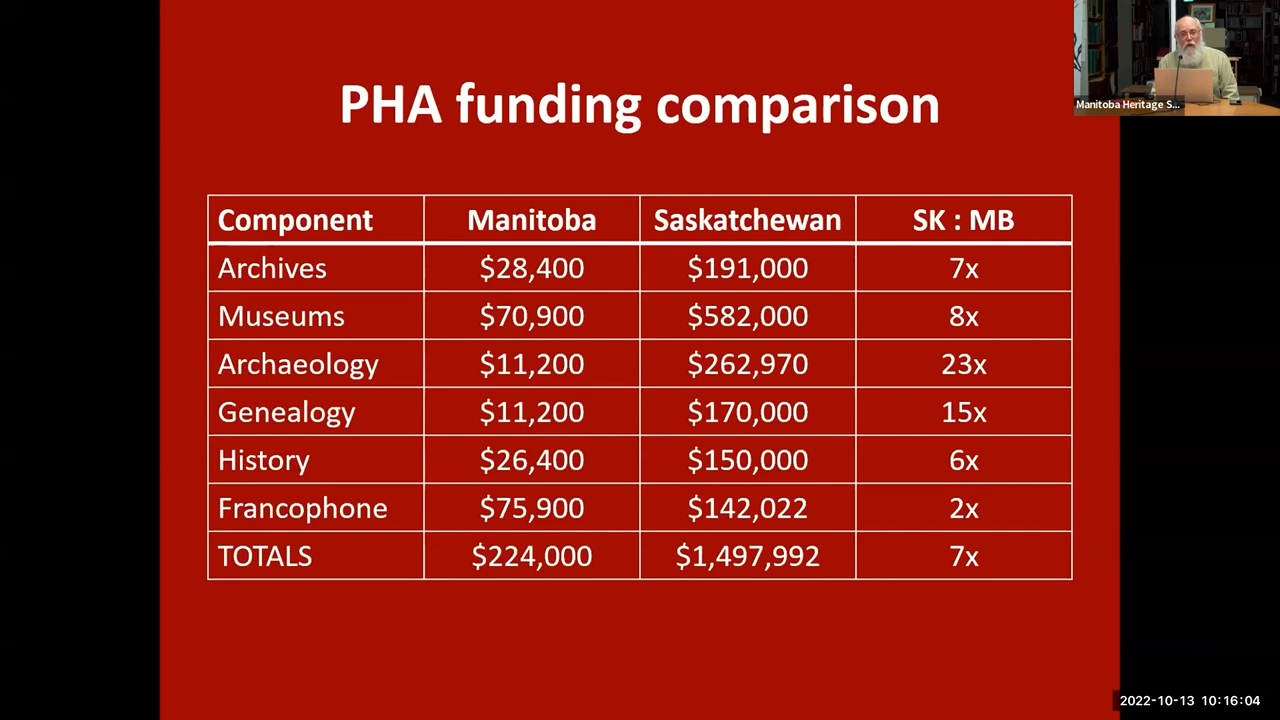 PHA funding comparison
Manitoba Heritage S...
Component Manitoba Saskatchewan SK : MB
Archives $28,400 $191,000 7x
Museums $70,900 $582,000 8x
Archaeology $11,200 $262,970 23x
Genealogy $11,200 $170,000 15x
History $26,400 $150,000 6x
Francophone $75,900 $142,022 2x
TOTALS $224,000 $1,497,992 7x
2022-10-13 10:16:04